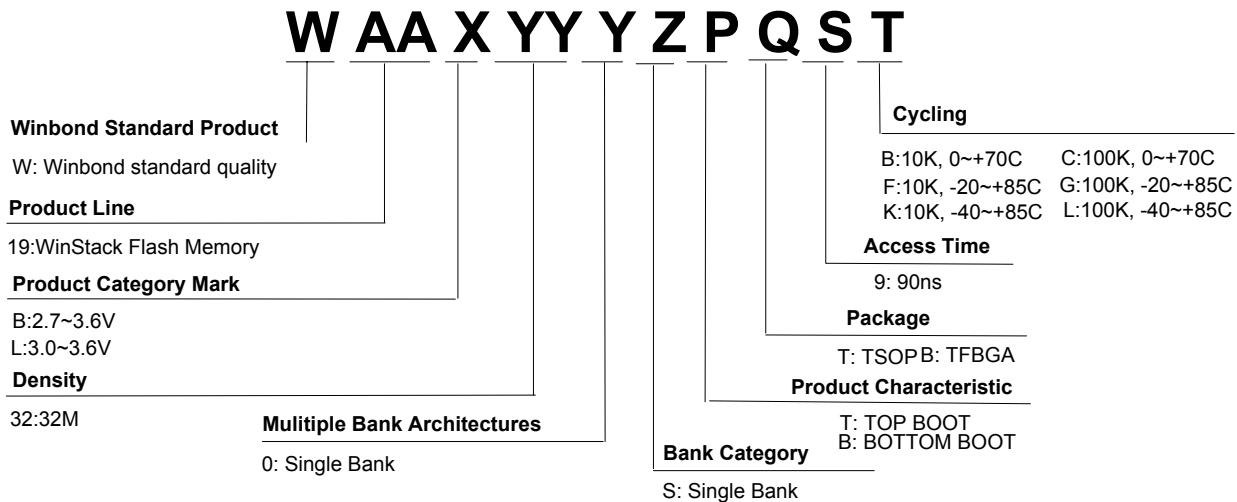 W AA X YY Y Z P Q S T
Winbond Standard Product
W: Winbond standard quality
Product Line
19:WinStack Flash Memory
Product Category Mark
B:2.7~3.6V
L:3.0~3.6V
Density
32:32M
Mulitiple Bank Architectures
0: Single Bank
Cycling
B:10K, 0~+70C C:100K, 0~+70C
F:10K, -20~+85C G:100K, -20~+85C
K:10K, -40~+85C L:100K, -40~+85C
Access Time
9: 90ns
Package
T: TSOP B: TFBGA
Product Characteristic
T: TOP BOOT
B: BOTTOM BOOT
Bank Category
S: Single Bank